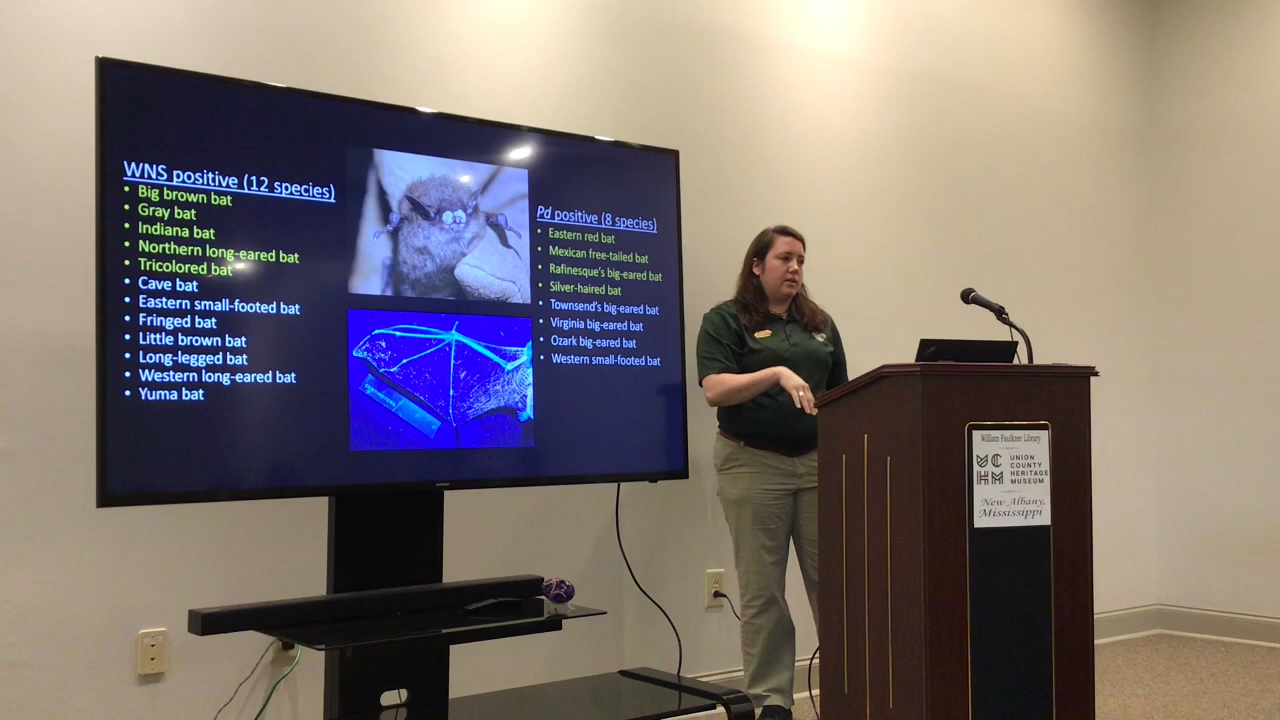 WNS positive (12 species)
• Big brown bat
• Gray bat
• Indiana bat
• Northern long-eared bat
• Tricolored bat
• Cave bat
• Eastern small-footed bat
• Fringed bat
• Little brown bat
• Long-legged bat
• Western long-eared bat
• Yuma bat
Pd positive (8 species)
• Eastern red bat
• Mexican free-tailed bat
• Rafinesque's big-eared bat
• Silver-haired bat
• Townsend's big-eared bat
• Virginia big-eared bat
• Ozark big-eared bat
• Western small-footed bat
William Faulkner Library
UC
HM
UNION
COUNTY
HERITAGE
MUSEUM
New Albany,
Mississippi